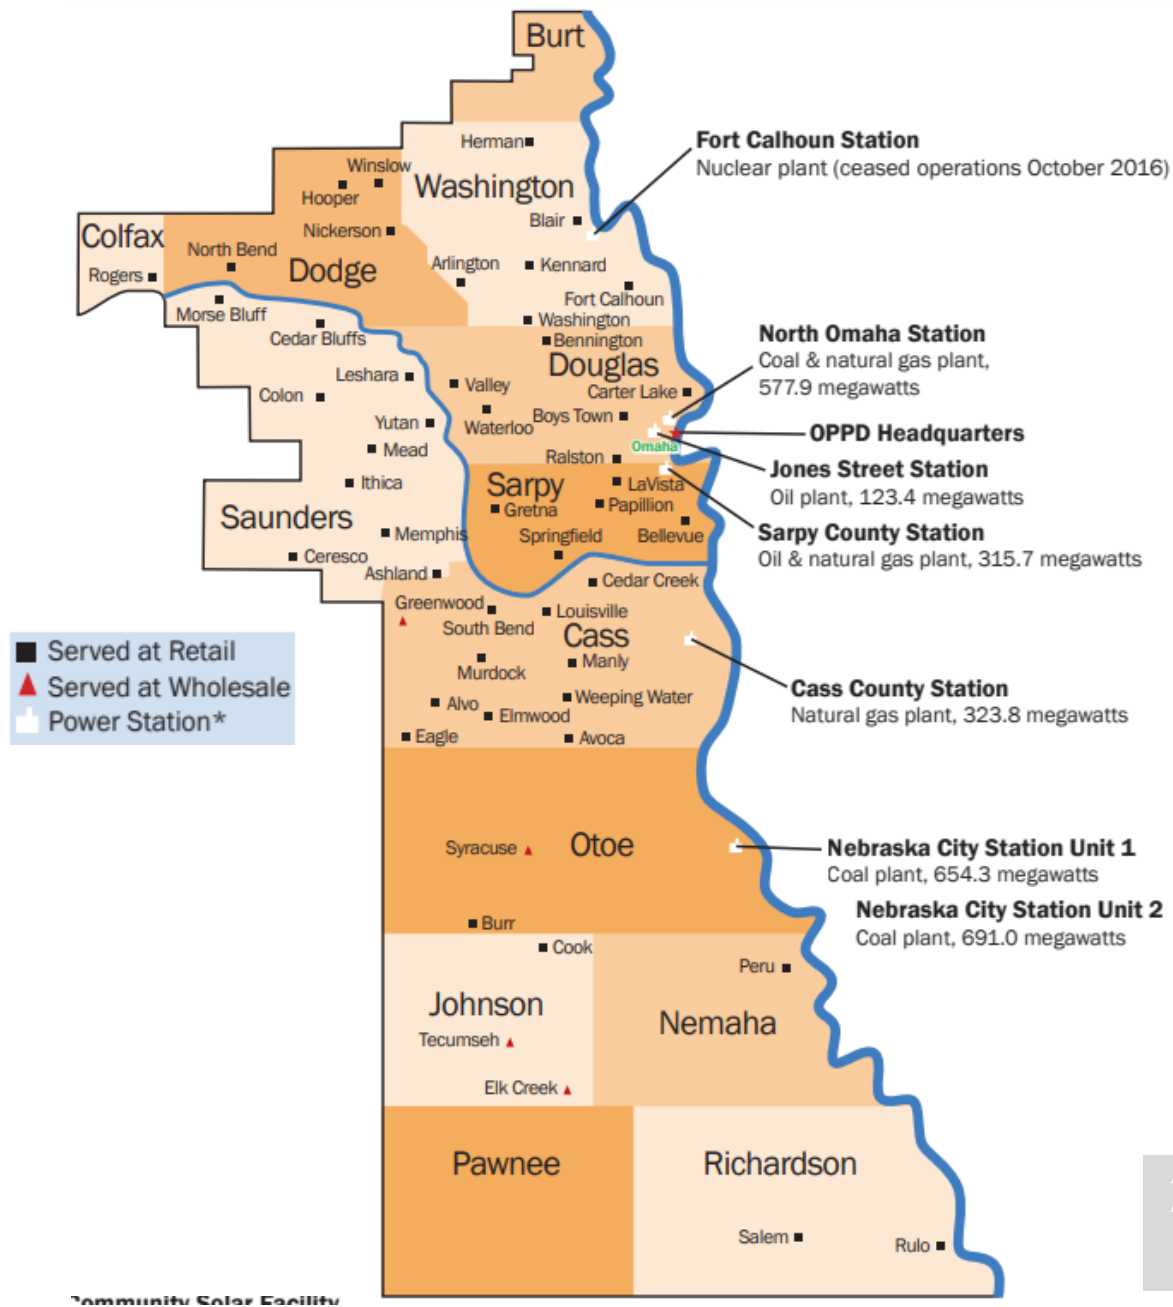 Burt
Herman
Fort Calhoun Station
Nuclear plant (ceased operations October 2016)
Winslow
Hooper
Washington
Blair
Colfax
Nickerson
North Bend
Dodge
Arlington
Kennard
Rogers
Fort Calhoun
Morse Bluff
Washington
Cedar Bluffs
Bennington
North Omaha Station
Coal & natural gas plant,
577.9 megawatts
Douglas
Leshara
Valley
Carter Lake
Colon
Boys Town
Yutan
Waterloo
OPPD Headquarters
Omaha
Mead
Ralston
Jones Street Station
Oil plant, 123.4 megawatts
Ithica
Sarpy
LaVista
Gretna
Papillion
Saunders
Memphis
Springfield
Bellevue
Sarpy County Station
Oil & natural gas plant, 315.7 megawatts
Ceresco
Ashland
Cedar Creek
Greenwood
Louisville
South Bend
Cass
Served at Retail
Served at Wholesale
Power Station*
Manly
Murdock
Cass County Station
Natural gas plant, 323.8 megawatts
Weeping Water
Alvo
Elmwood
Eagle
Avoca
Syracuse
Otoe
Nebraska City Station Unit 1
Coal plant, 654.3 megawatts
Nebraska City Station Unit 2
Coal plant, 691.0 megawatts
Burr
Cook
Peru
Johnson
Nemaha
Tecumseh
Elk Creek
Pawnee
Richardson
Salem
Rulo
Solar Facility